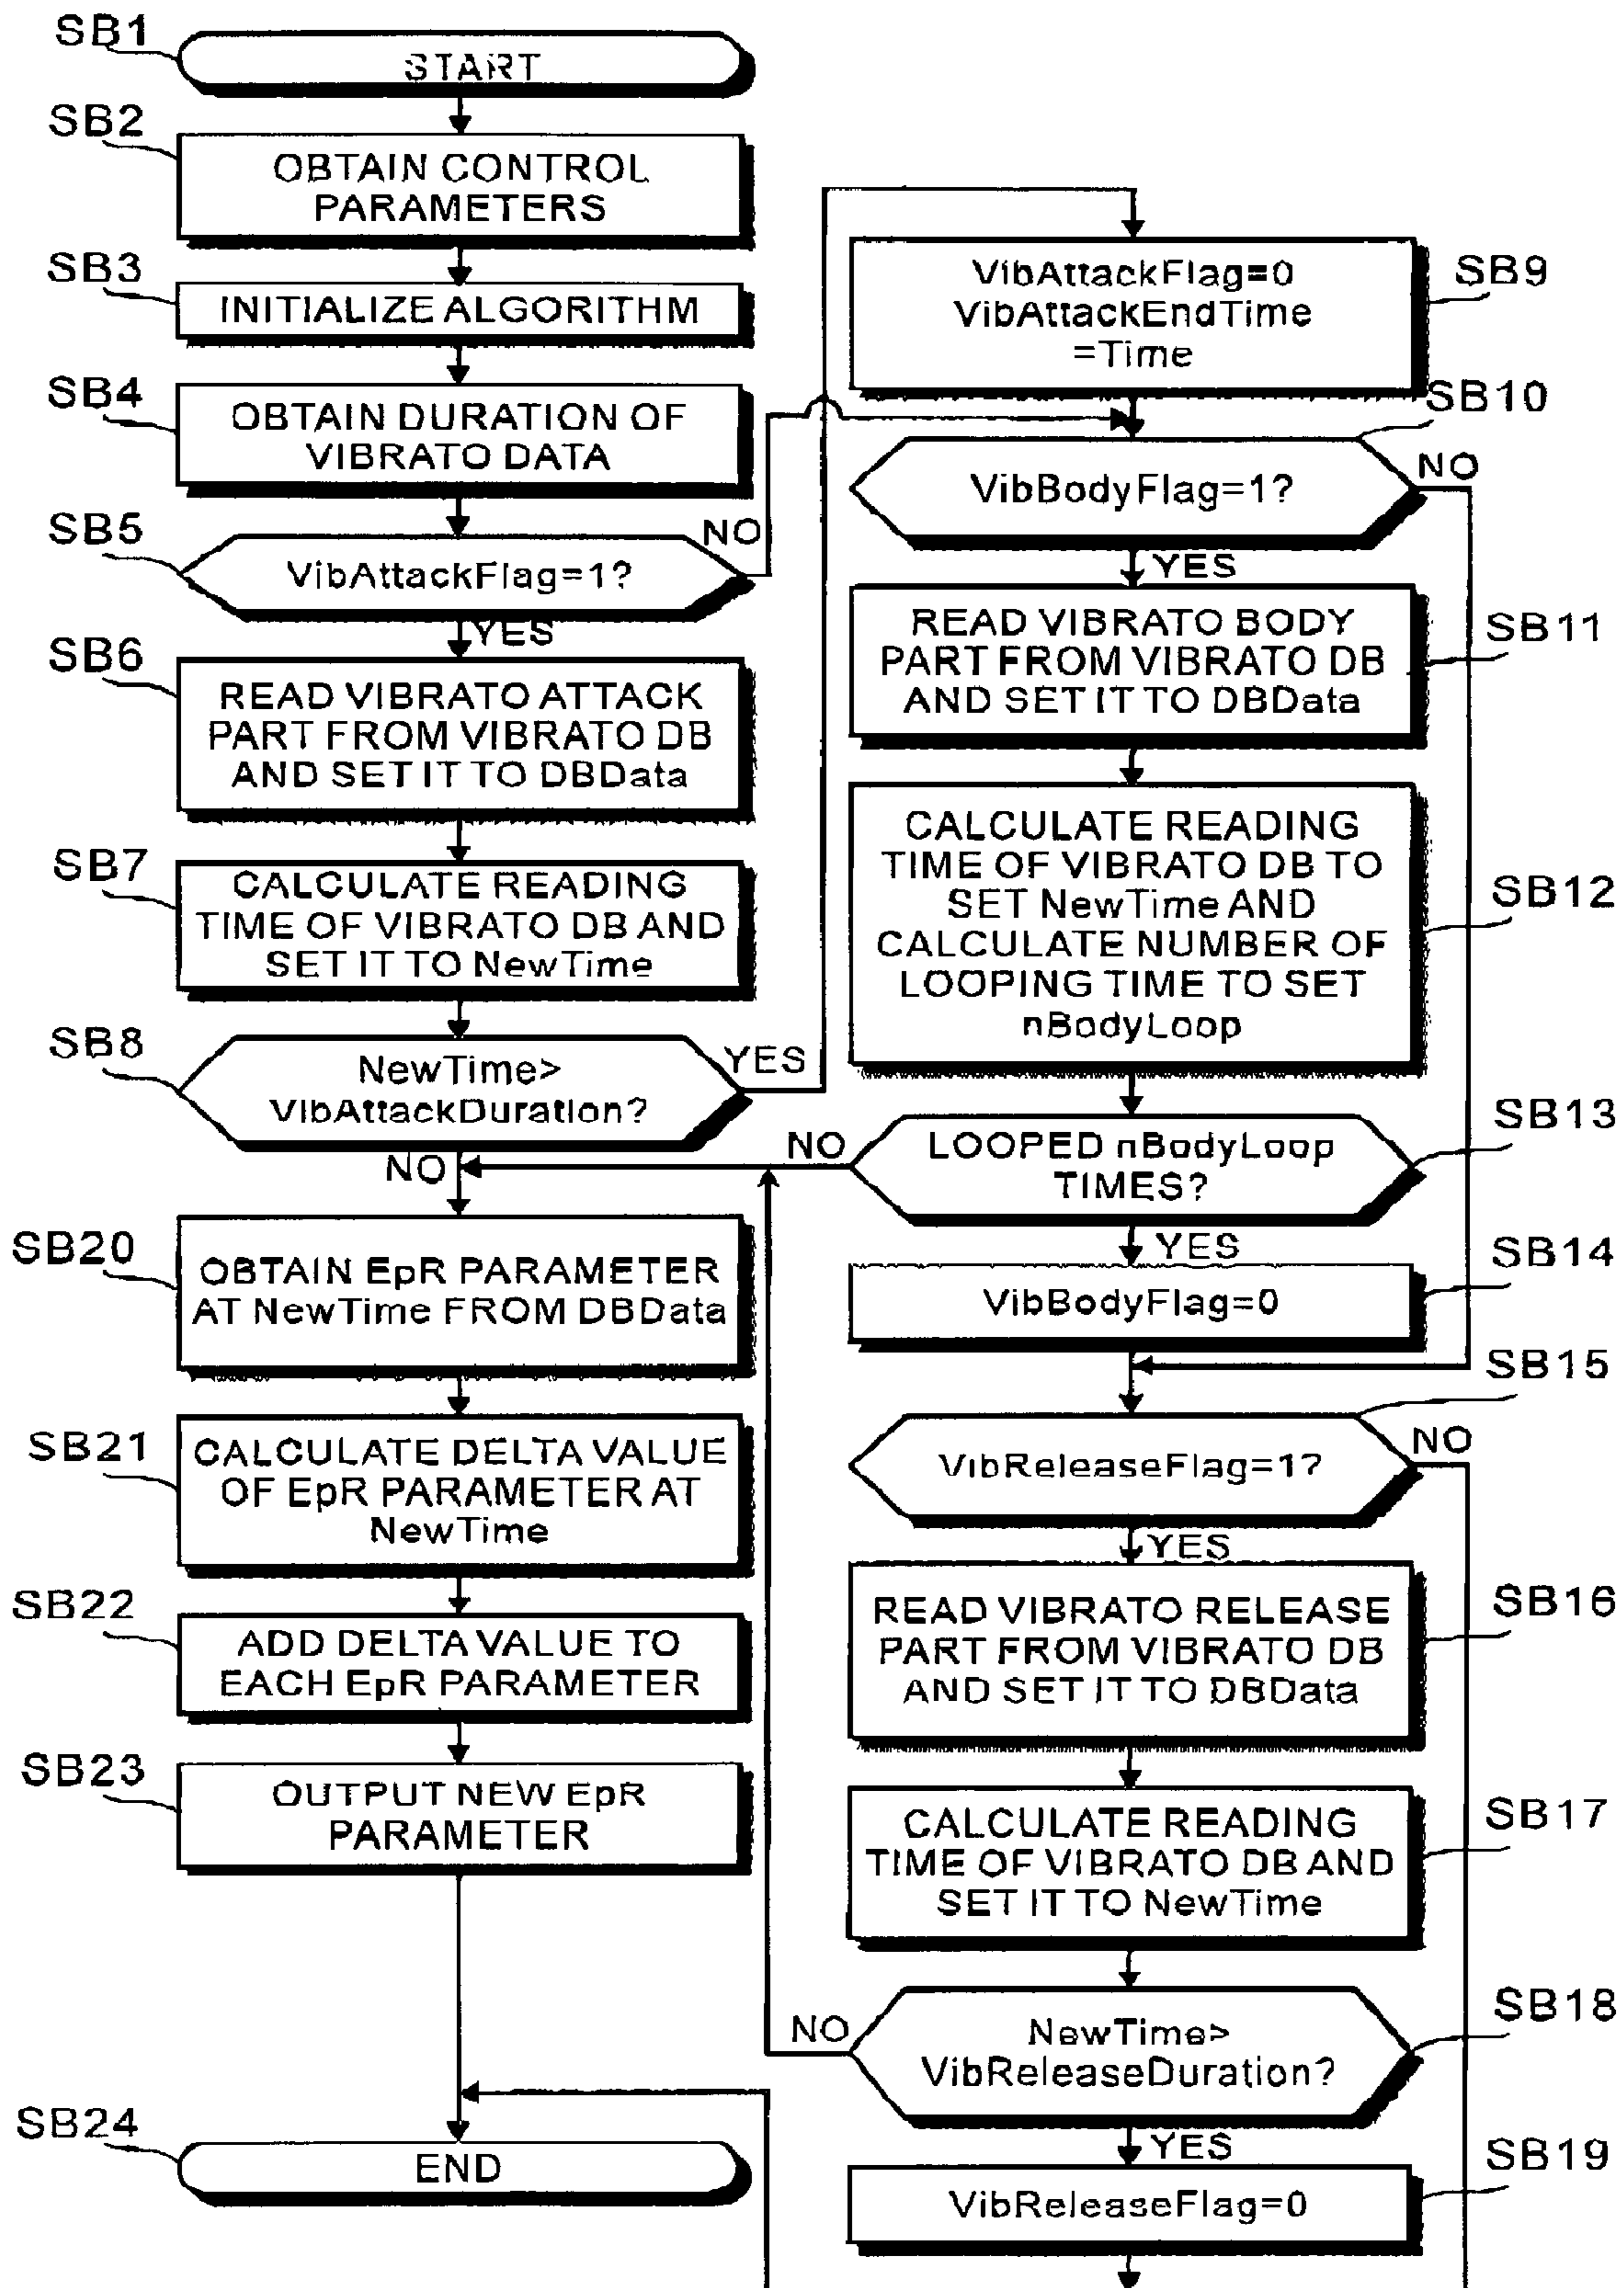 SB1
START
SB2
OBTAIN CONTROL
PARAMETERS
SB3
INITIALIZE ALGORITHM
SB4
OBTAIN DURATION OF
VIBRATO DATA
SB5
VibAttackFlag=1?
NO
YES
SB6
READ VIBRATO ATTACK
PART FROM VIBRATO DB
AND SET IT TO DBData
SB7
CALCULATE READING
TIME OF VIBRATO DB AND
SET IT TO NewTime
SB8
NewTime>
VibAttackDuration?
YES
NO
SB9
VibAttackFlag=0
VibAttackEndTime
=Time
SB10
VibBodyFlag=1?
NO
YES
SB11
READ VIBRATO BODY
PART FROM VIBRATO DB
AND SET IT TO DBData
SB12
CALCULATE READING
TIME OF VIBRATO DB TO
SET NewTime AND
CALCULATE NUMBER OF
LOOPING TIME TO SET
nBodyLoop
SB13
LOOPED nBodyLoop
TIMES?
NO
YES
SB14
VibBodyFlag=0
SB15
VibReleaseFlag=1?
NO
YES
SB16
READ VIBRATO RELEASE
PART FROM VIBRATO DB
AND SET IT TO DBData
SB17
CALCULATE READING
TIME OF VIBRATO DB AND
SET IT TO NewTime
SB18
NewTime>
VibReleaseDuration?
NO
YES
SB19
VibReleaseFlag=0
SB20
OBTAIN EpR PARAMETER
AT NewTime FROM DBData
SB21
CALCULATE DELTA VALUE
OF EpR PARAMETER AT
NewTime
SB22
ADD DELTA VALUE TO
EACH EpR PARAMETER
SB23
OUTPUT NEW EpR
PARAMETER
SB24
END